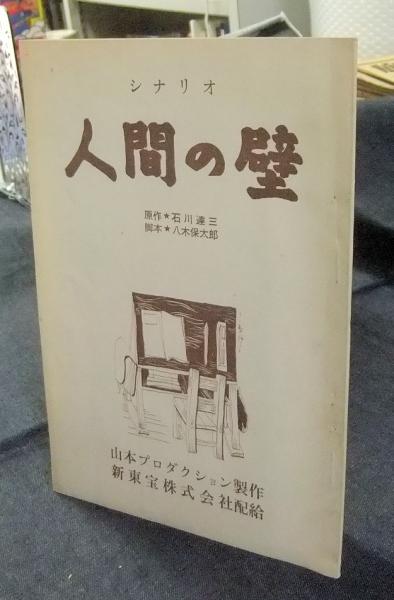 シナリオ
人間の壁
原作★石川達三
脚本★八木保太郎
山本プロダクション製作
新東宝株式会社配給